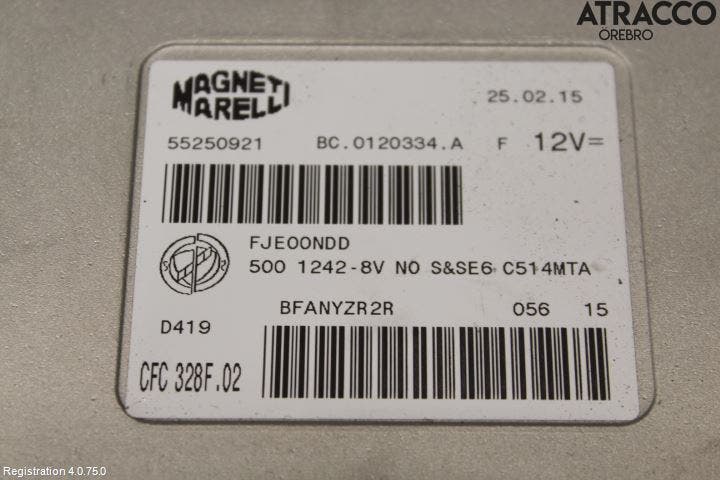 ATRACCO
ÖREBRO
MAGNETI
MARELLI
25.02.15
55250921 BC.0120334.A F 12V=
FJE00NDD
500 1242-8V NO S&SE6 C514MTA
BFANYZR2R 056 15
D419
CFC 328F.02
Registration 4.0.75.0